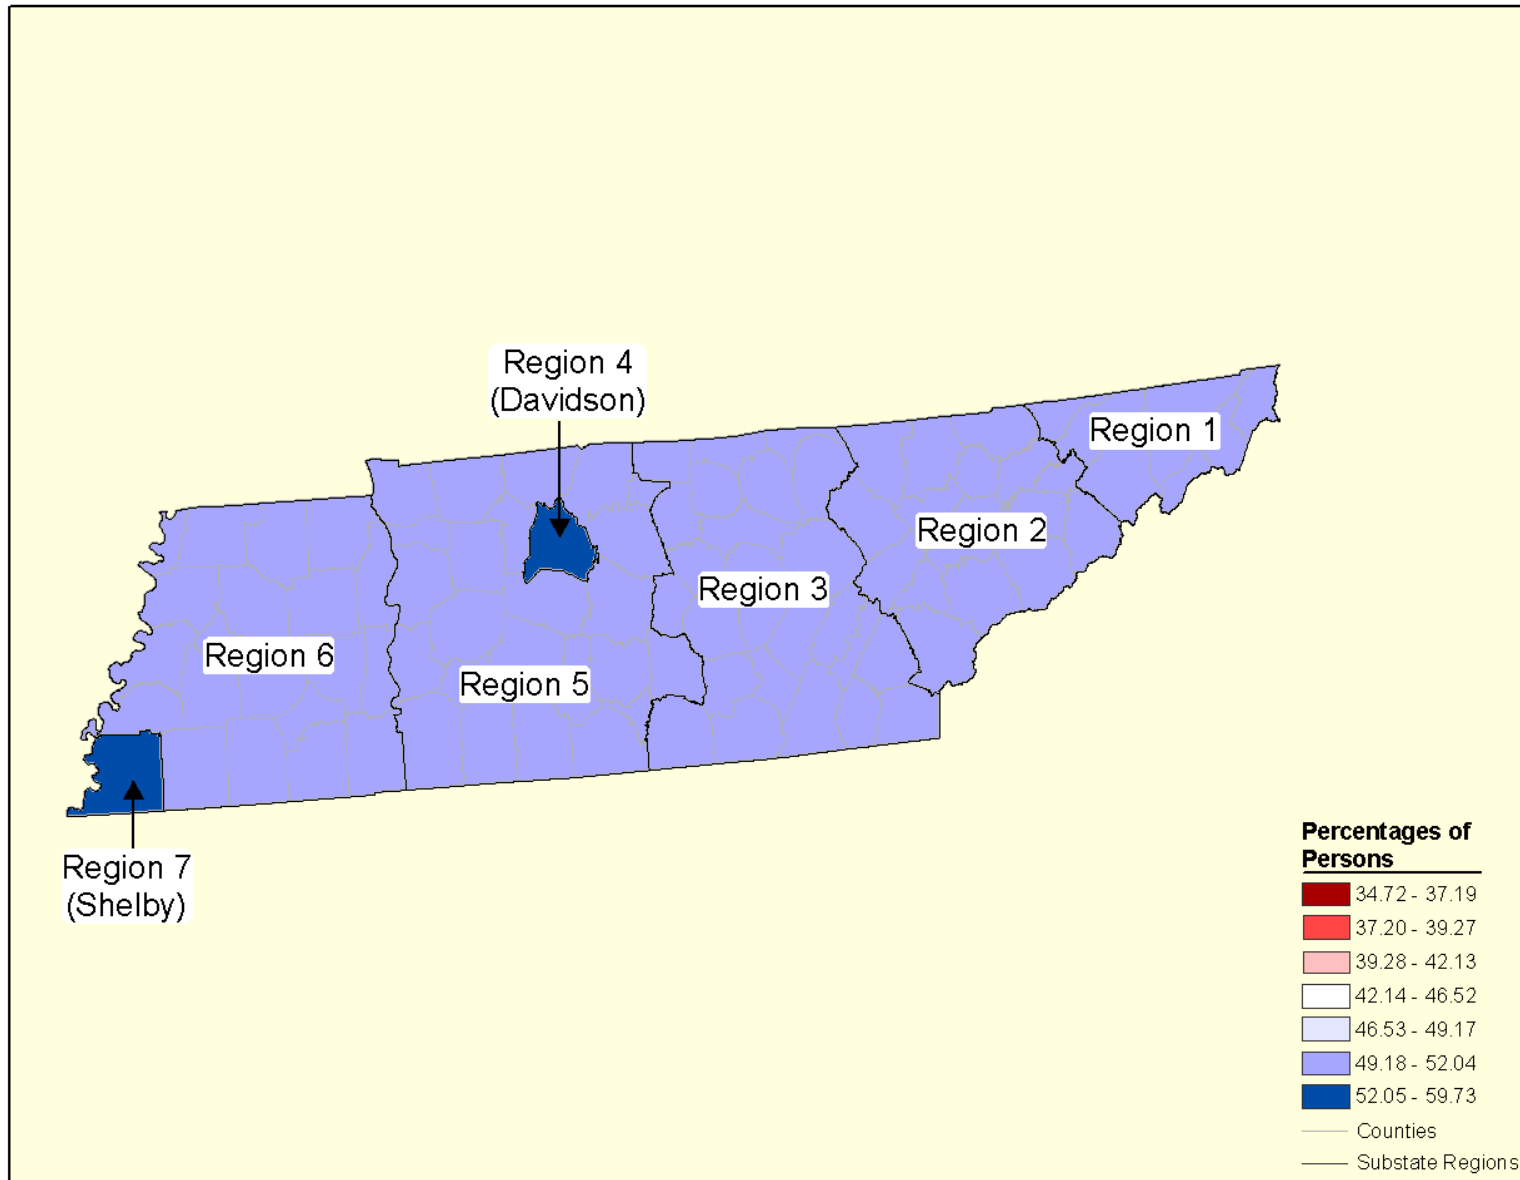 Region 4
(Davidson)
Region 1
Region 2
Region 3
Region 6
Region 5
Region 7
(Shelby)
Percentages of
Persons
34.72 - 37.19
37.20 - 39.27
39.28 - 42.13
42.14 - 46.52
46.53 - 49.17
49.18 - 52.04
52.05 - 59.73
Counties
Substate Regions